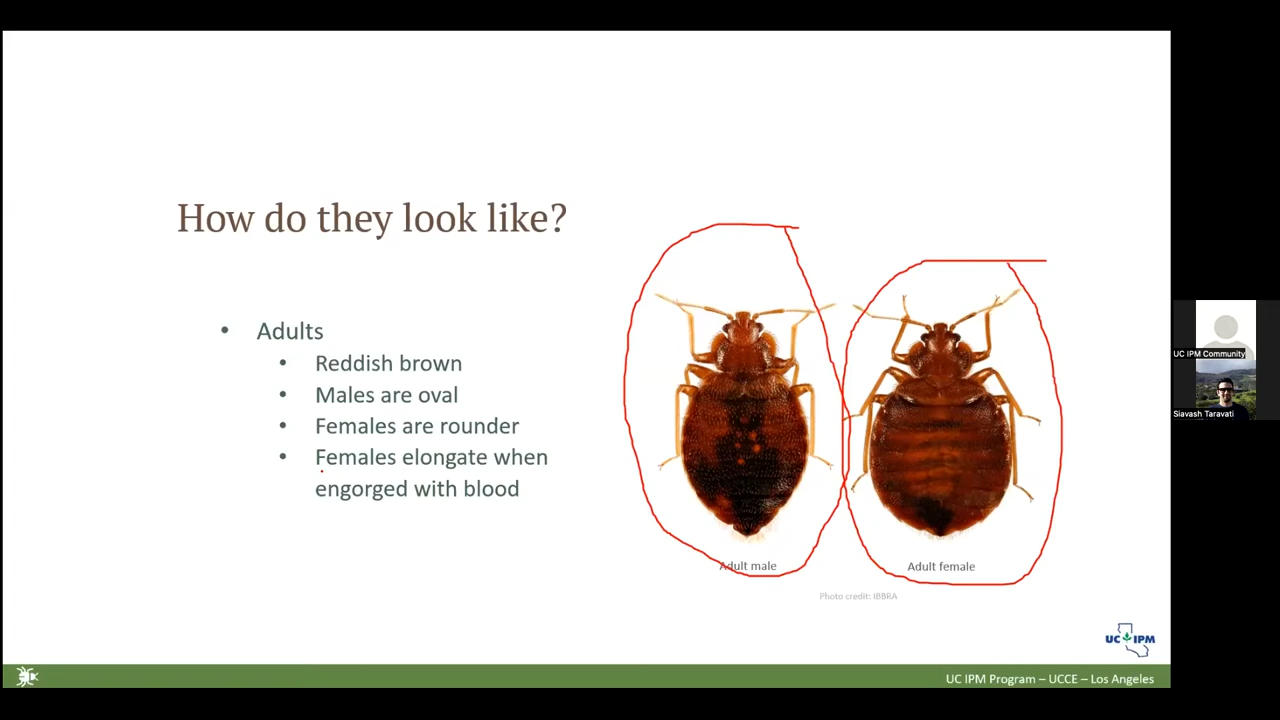 How do they look like?
• Adults
• Reddish brown
• Males are oval
• Females are rounder
• Females elongate when
engorged with blood
Adult male
Adult female
Photo credit: IBBRA
UC IPM
UC IPM Program – UCCE – Los Angeles
UC IPM Community
Siavash Taravati